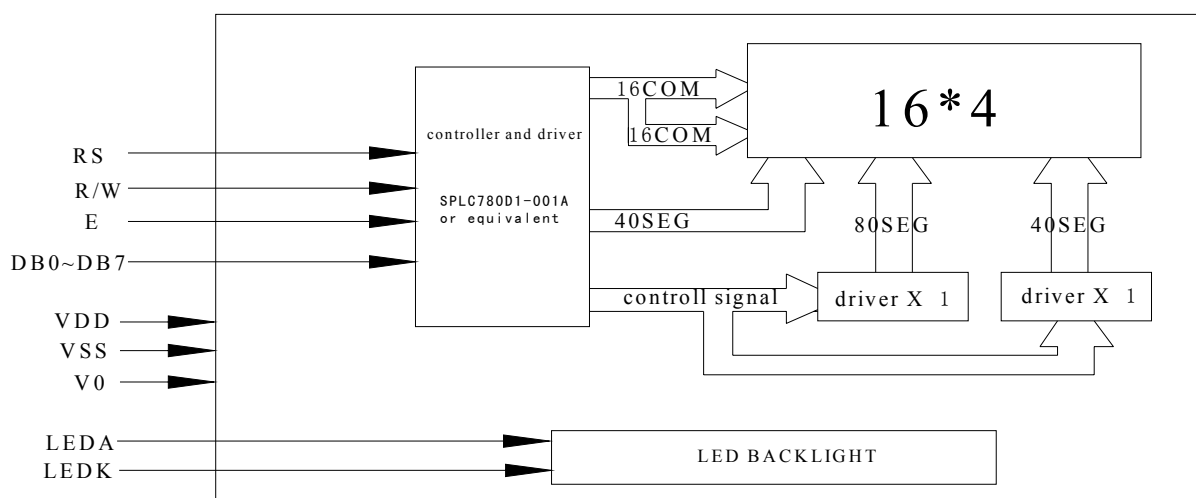 RS
R/W
E
DB0~DB7
VDD
VSS
V0
LEDA
LEDK
controller and driver
SPLC780D1-001A
or equivalent
16COM
16COM
40SEG
controll signal
16*4
80SEG
40SEG
driver X 1
driver X 1
LED BACKLIGHT